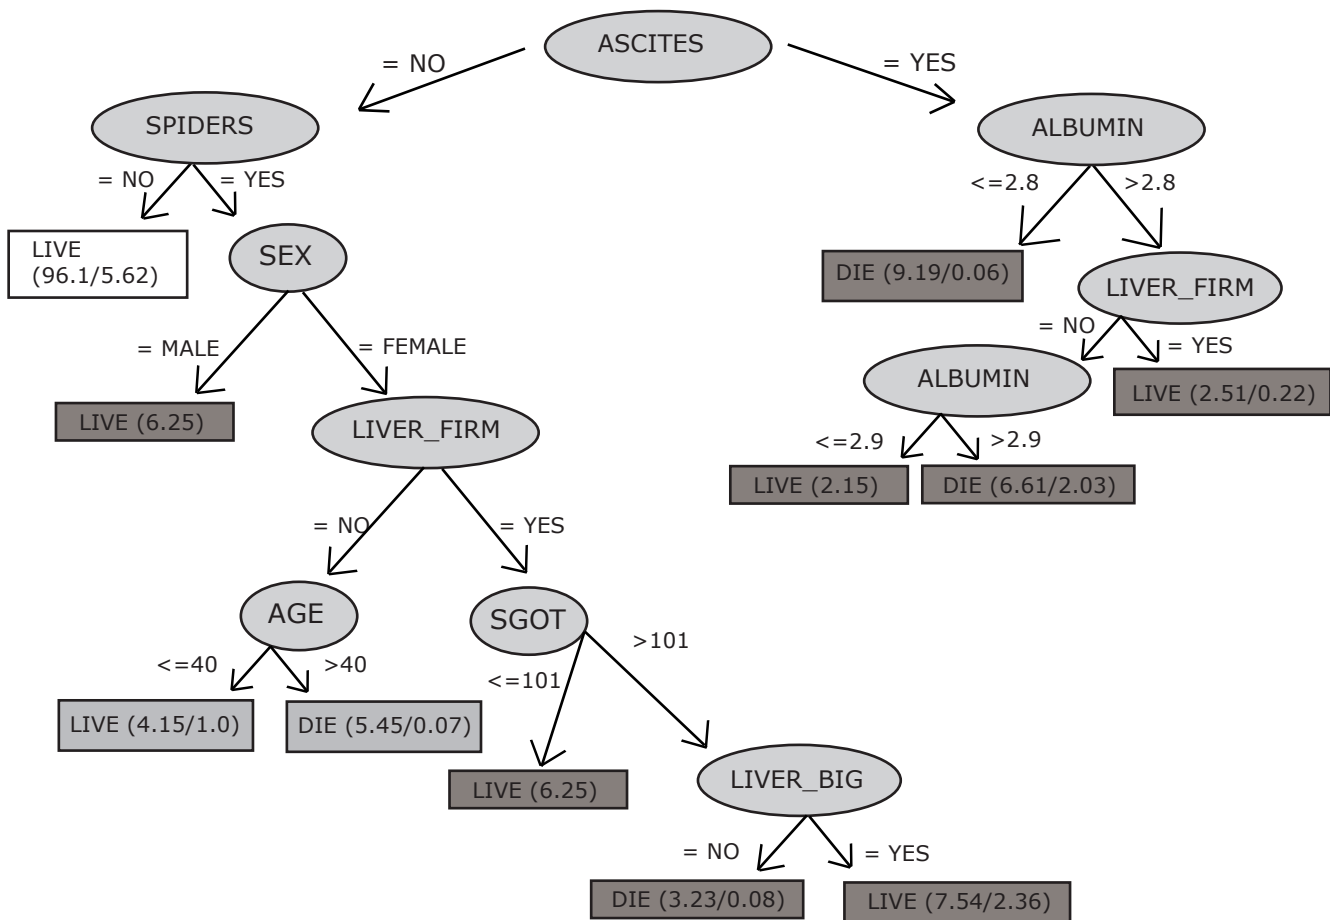 ASCITES
= NO
= YES
SPIDERS
ALBUMIN
= NO
= YES
<=2.8
>2.8
LIVE
(96.1/5.62)
SEX
DIE (9.19/0.06)
LIVER_FIRM
= MALE
= FEMALE
= NO
= YES
ALBUMIN
LIVE (2.51/0.22)
LIVE (6.25)
LIVER_FIRM
<=2.9
>2.9
LIVE (2.15)
DIE (6.61/2.03)
= NO
= YES
AGE
SGOT
<=40
>40
<=101
>101
LIVE (4.15/1.0)
DIE (5.45/0.07)
LIVE (6.25)
LIVER_BIG
= NO
= YES
DIE (3.23/0.08)
LIVE (7.54/2.36)